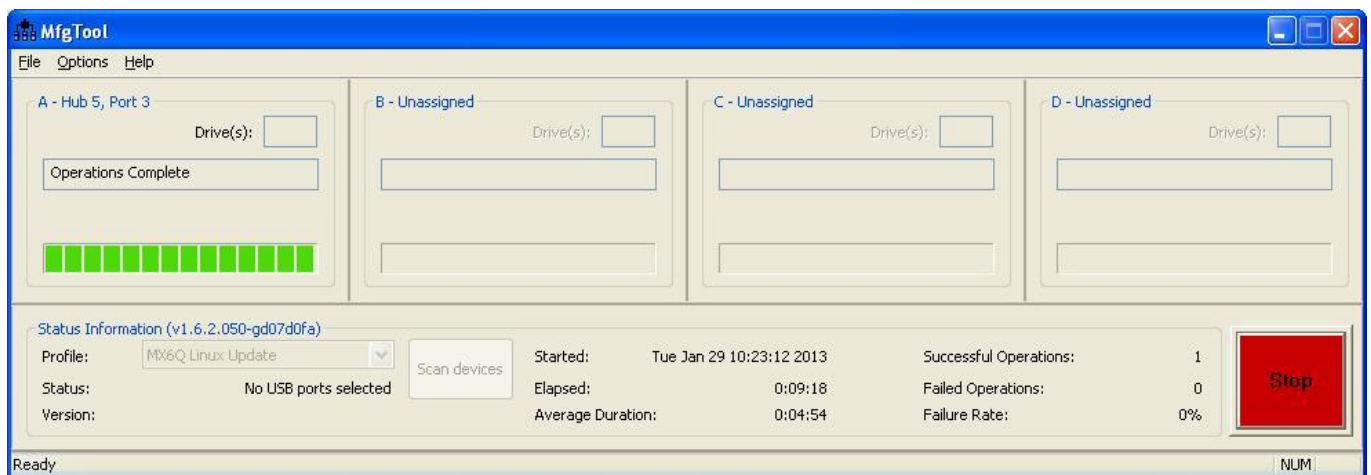 MfgTool
File Options Help
A - Hub 5, Port 3
Drive(s):
Operations Complete
B - Unassigned
Drive(s):
C - Unassigned
Drive(s):
D - Unassigned
Drive(s):
Status Information (v1.6.2.050-gd07d0fa)
Profile: MX6Q Linux Update
Status: No USB ports selected
Version:
Scan devices
Started: Tue Jan 29 10:23:12 2013
Elapsed: 0:09:18
Average Duration: 0:04:54
Successful Operations: 1
Failed Operations: 0
Failure Rate: 0%
Stop
Ready NUM